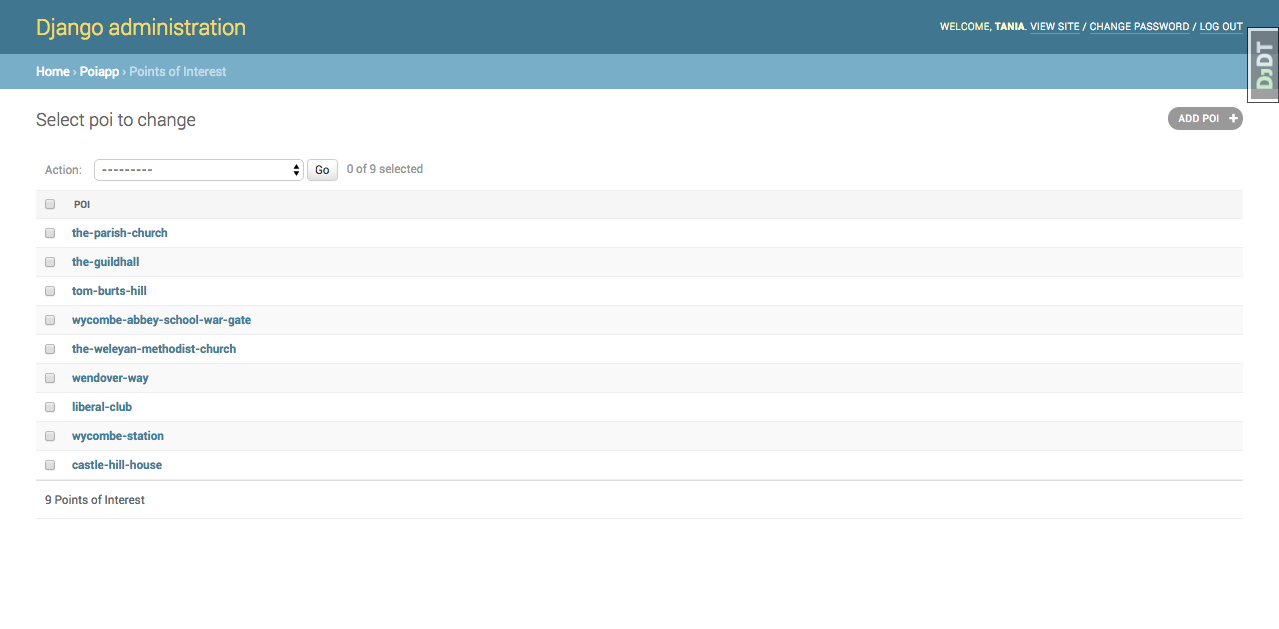 Django administration
WELCOME, TANIA. VIEW SITE / CHANGE PASSWORD / LOG OUT
DJDT
Home › Poiapp › Points of Interest
Select poi to change
ADD POI +
Action: --------- Go 0 of 9 selected
POI
the-parish-church
the-guildhall
tom-burts-hill
wycombe-abbey-school-war-gate
the-weleyan-methodist-church
wendover-way
liberal-club
wycombe-station
castle-hill-house
9 Points of Interest